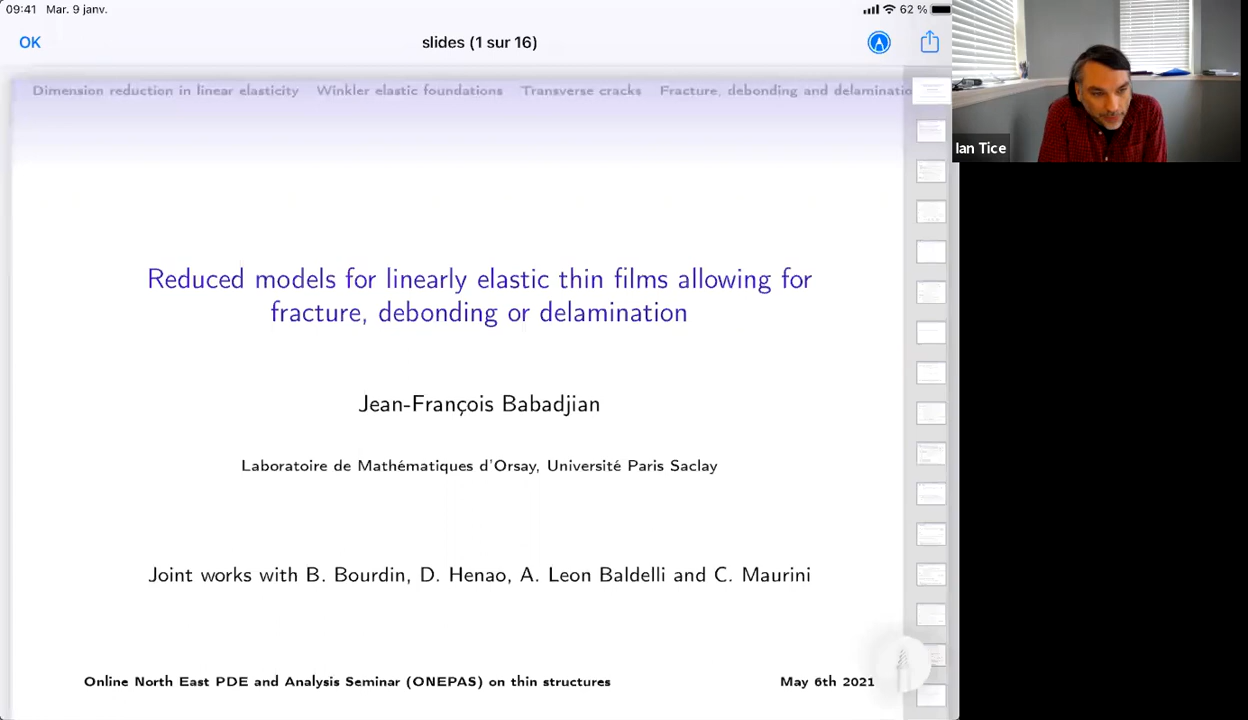 09:41 Mar. 9 janv.
62 %
OK
slides (1 sur 16)
Dimension reduction in linear elasticity Winkler elastic foundations Transverse cracks Fracture, debonding and delaminatio
Ian Tice
Reduced models for linearly elastic thin films allowing for
fracture, debonding or delamination
Jean-François Babadjian
Laboratoire de Mathématiques d'Orsay, Université Paris Saclay
Joint works with B. Bourdin, D. Henao, A. Leon Baldelli and C. Maurini
Online North East PDE and Analysis Seminar (ONEPAS) on thin structures
May 6th 2021